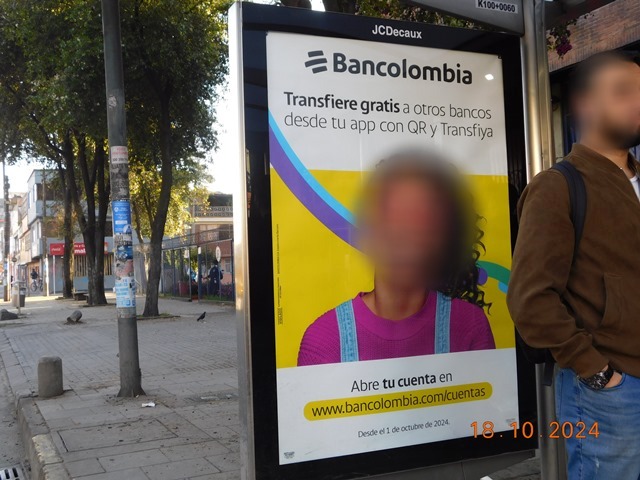 K100+0060
JCDecaux
Bancolombia
Transfiere gratis a otros bancos
desde tu app con QR y Transfiya
Abre tu cuenta en
www.bancolombia.com/cuentas
Desde el 1 de octubre de 2024.
18.10.2024